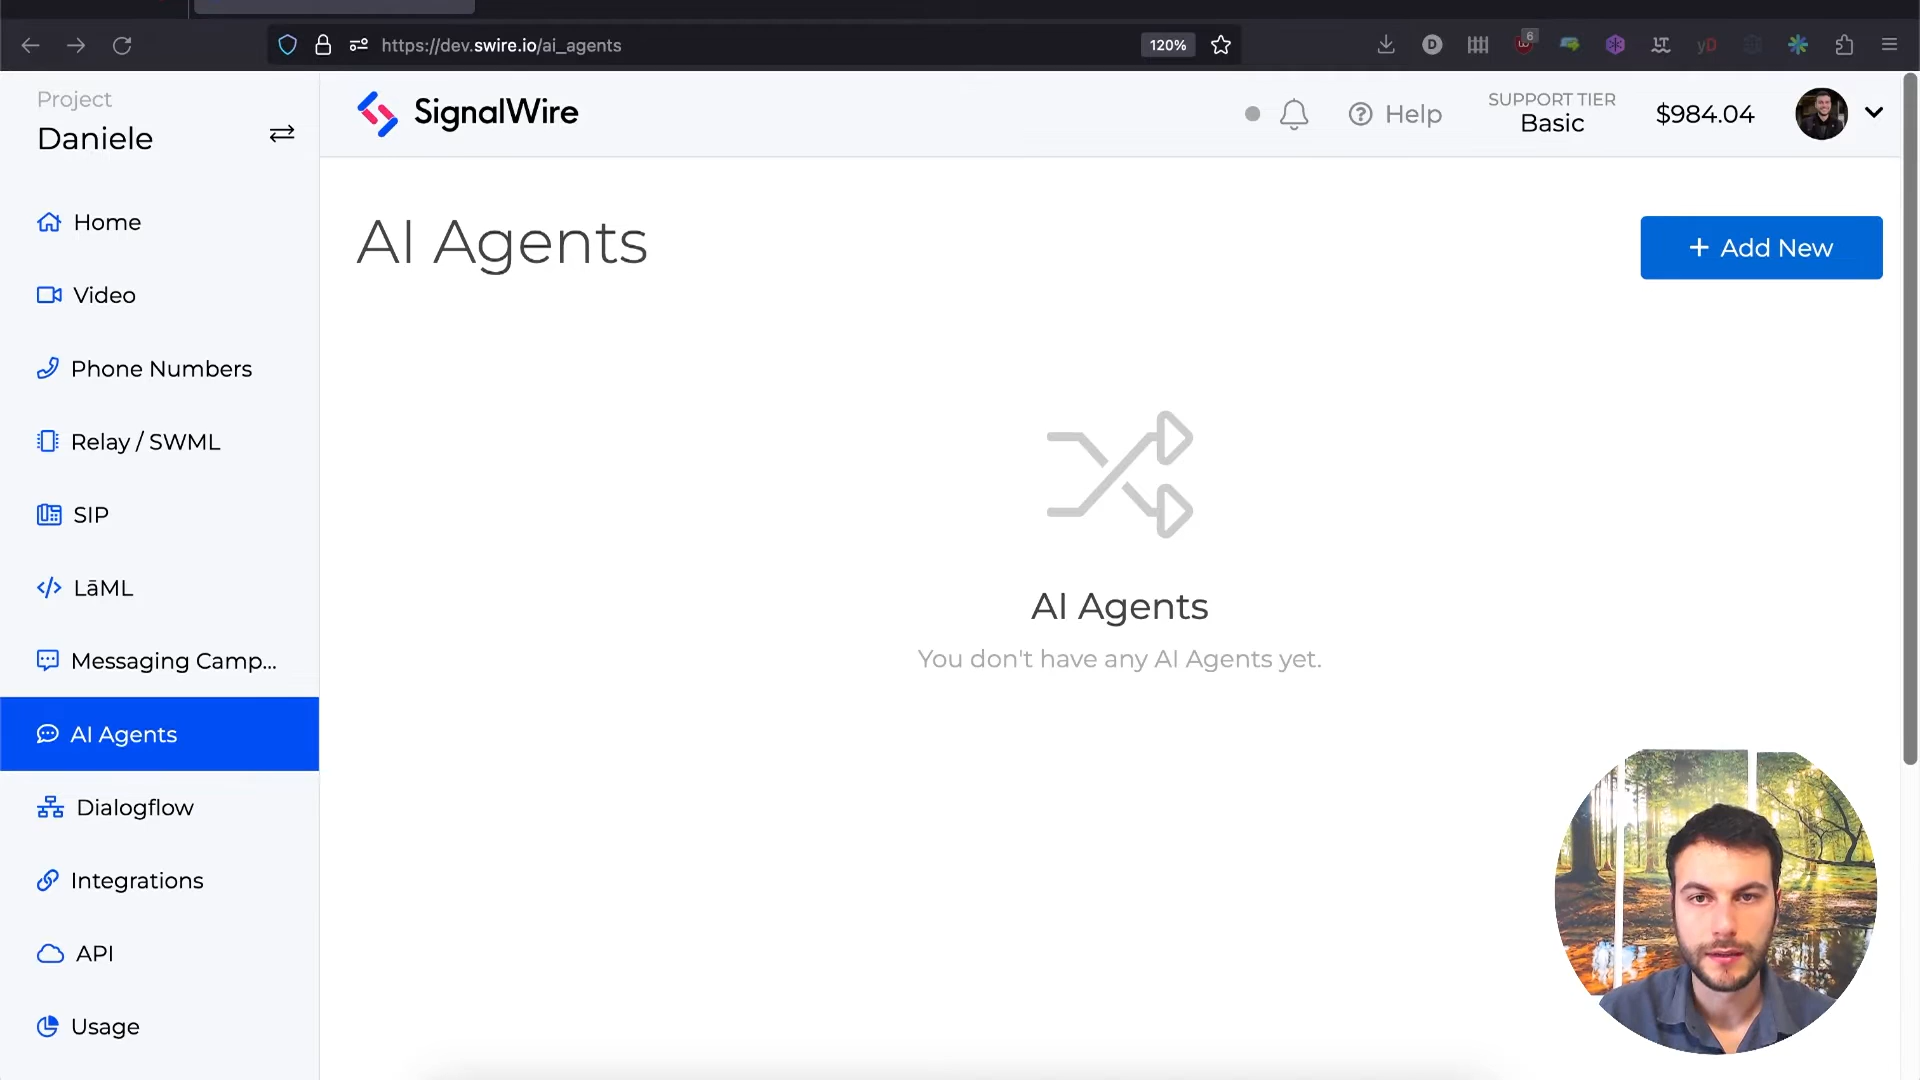 https://dev.swire.io/ai_agents
120%
6
D
yD
Project
Daniele
SignalWire
Help
SUPPORT TIER
Basic
$984.04
Home
Video
Phone Numbers
Relay / SWML
SIP
LāML
Messaging Camp...
AI Agents
Dialogflow
Integrations
API
Usage
AI Agents
+ Add New
AI Agents
You don't have any AI Agents yet.